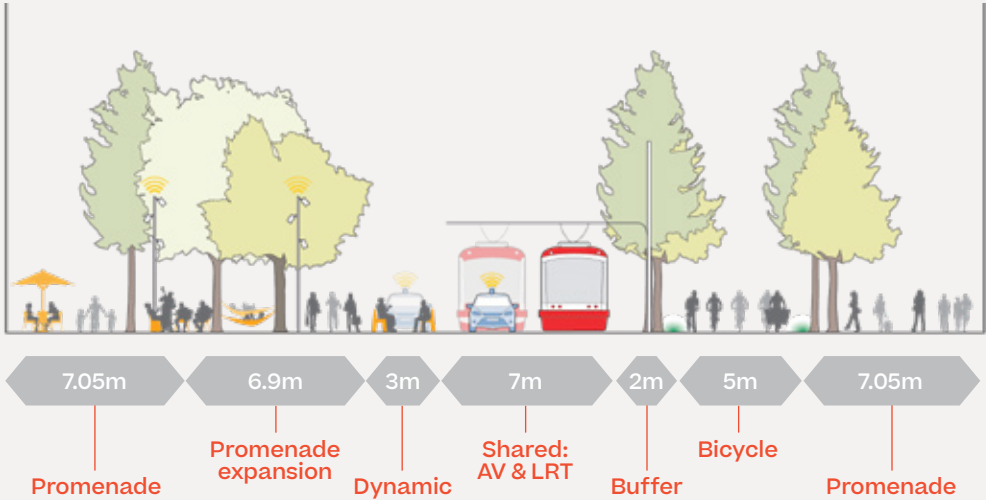 7.05m
6.9m
3m
7m
2m
5m
7.05m
Promenade
Promenade
expansion
Dynamic
Shared:
AV & LRT
Buffer
Bicycle
Promenade